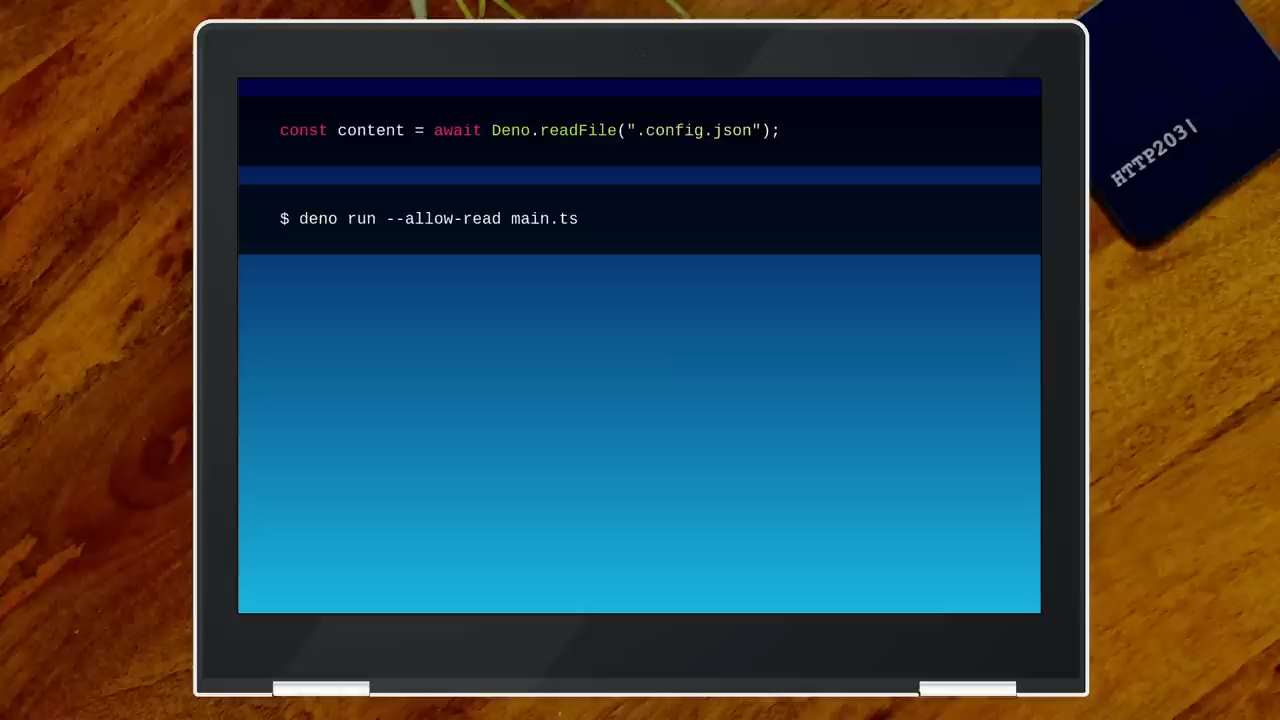 const content = await Deno.readFile(".config.json");
$ deno run --allow-read main.ts
HTTP203|